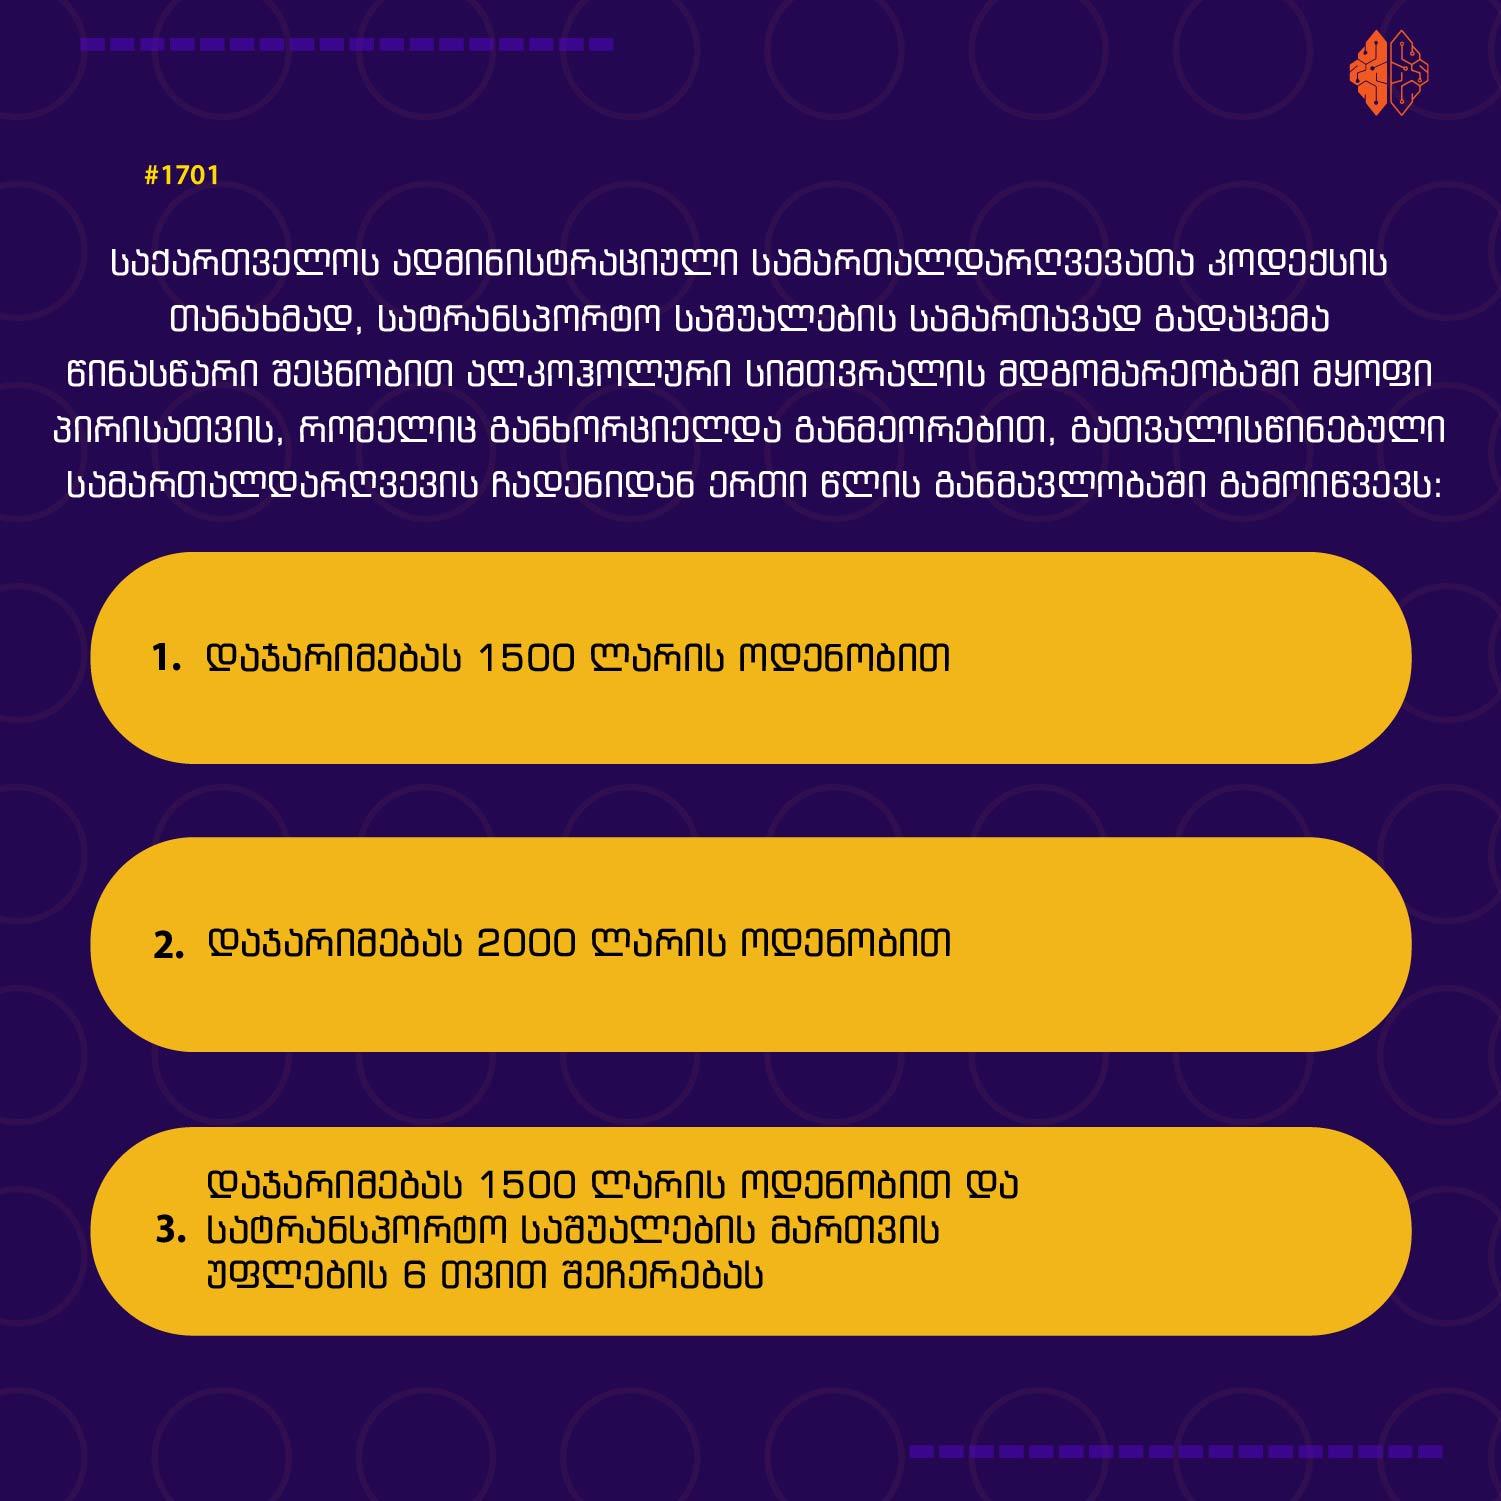 #1701
საქართველოს ადმინისტრაციული სამართალდარღვევათა კოდექსის
თანახმად, სატრანსპორტო საშუალების სამართავად გადაცემა
წინასწარი შეცნობით ალკოჰოლური სიმთვრალის მდგომარეობაში მყოფი
პირისათვის, რომელიც განხორციელდა განმეორებით, გათვალისწინებული
სამართალდარღვევის ჩადენიდან ერთი წლის განმავლობაში გამოიწვევს:
1. დაჯარიმებას 1500 ლარის ოდენობით
2. დაჯარიმებას 2000 ლარის ოდენობით
დაჯარიმებას 1500 ლარის ოდენობით და
3. სატრანსპორტო საშუალების მართვის
უფლების 6 თვით შეჩერებას